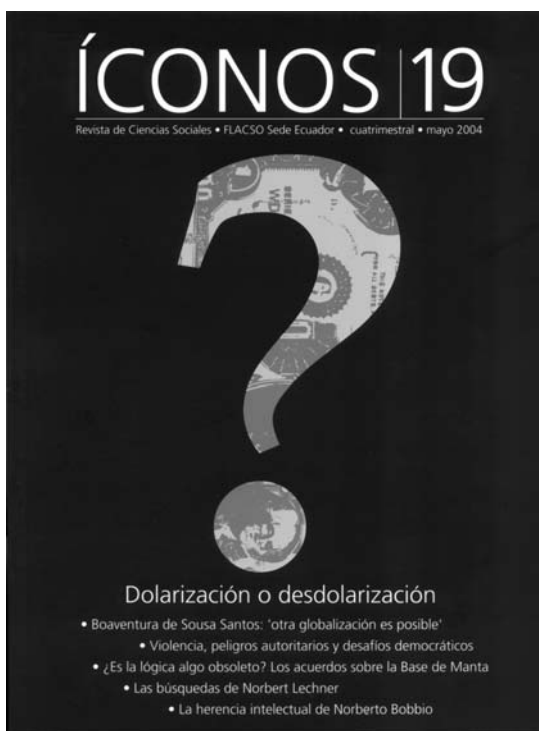 ÍCONOS|19
Revista de Ciencias Sociales • FLACSO Sede Ecuador • cuatrimestral • mayo 2004
Dolarización o desdolarización
• Boaventura de Sousa Santos: 'otra globalización es posible'
• Violencia, peligros autoritarios y desafíos democráticos
• ¿Es la lógica algo obsoleto? Los acuerdos sobre la Base de Manta
• Las búsquedas de Norbert Lechner
• La herencia intelectual de Norberto Bobbio